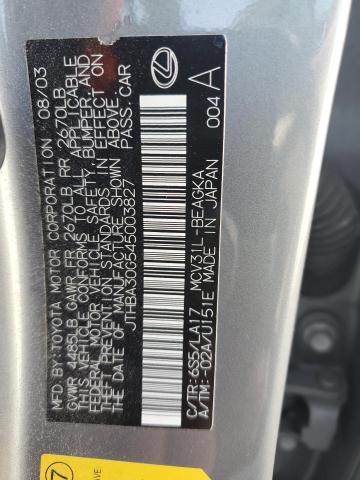 MFD BY: TOYOTA MOTOR CORPORATION 08/03
GVWR 4850LB GAWR FR 2670LB RR 2670LB
THIS VEHICLE CONFORMS TO ALL APPLICABLE
FEDERAL MOTOR VEHICLE SAFETY, BUMPER, AND
THEFT PREVENTION STANDARDS IN EFFECT ON
THE DATE OF MANUFACTURE SHOWN ABOVE.
JTHBA30G545003827 PASS.CAR
C/TR:6S5/LA17 MCV31L-BEAGKA
A/TM:-02A/U151E MADE IN JAPAN 004
A